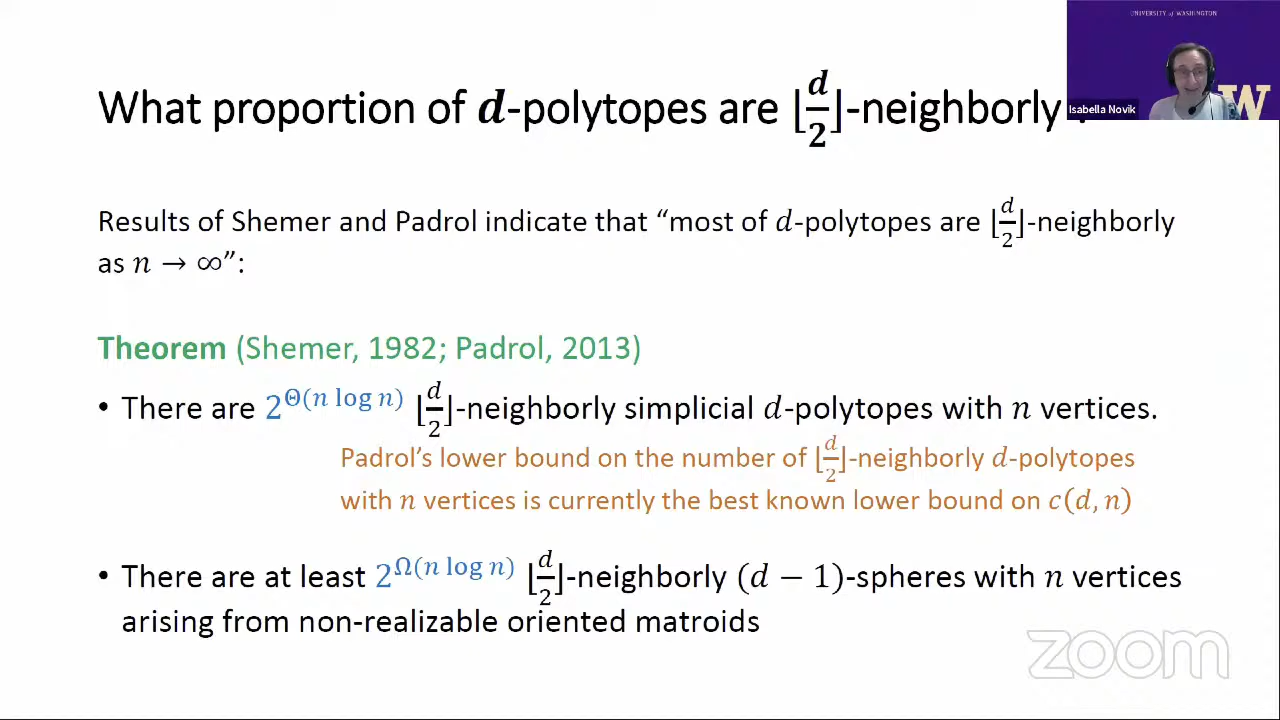 UNIVERSITY of WASHINGTON
What proportion of d-polytopes are ⌊d/2⌋-neighborly
Isabella Novik
W
Results of Shemer and Padrol indicate that “most of d-polytopes are ⌊d/2⌋-neighborly
as n → ∞”:
Theorem (Shemer, 1982; Padrol, 2013)
• There are 2^Θ(n log n) ⌊d/2⌋-neighborly simplicial d-polytopes with n vertices.
Padrol’s lower bound on the number of ⌊d/2⌋-neighborly d-polytopes
with n vertices is currently the best known lower bound on c(d, n)
• There are at least 2^Ω(n log n) ⌊d/2⌋-neighborly (d − 1)-spheres with n vertices
arising from non-realizable oriented matroids
zoom